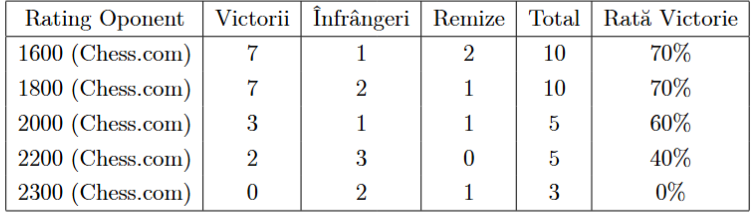 Rating Oponent Victorii Înfrângeri Remize Total Rată Victorie
1600 (Chess.com) 7 1 2 10 70%
1800 (Chess.com) 7 2 1 10 70%
2000 (Chess.com) 3 1 1 5 60%
2200 (Chess.com) 2 3 0 5 40%
2300 (Chess.com) 0 2 1 3 0%